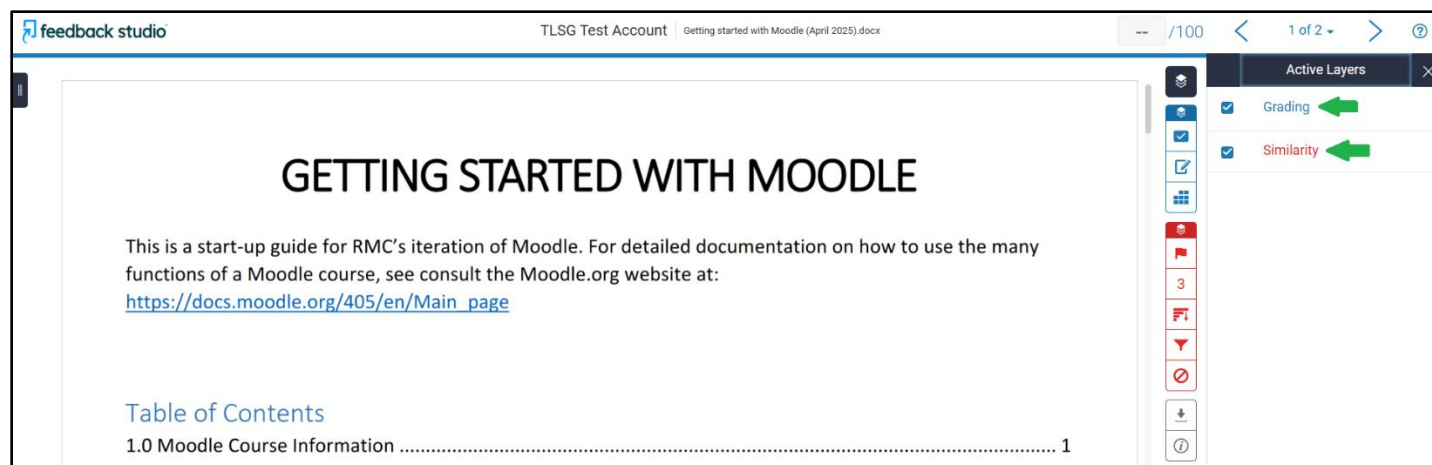 feedback studio
TLSG Test Account
Getting started with Moodle (April 2025).docx
-- /100
1 of 2
Active Layers
Grading
Similarity
3
GETTING STARTED WITH MOODLE
This is a start-up guide for RMC's iteration of Moodle. For detailed documentation on how to use the many
functions of a Moodle course, see consult the Moodle.org website at:
https://docs.moodle.org/405/en/Main_page
Table of Contents
1.0 Moodle Course Information ............................................................................................................................. 1